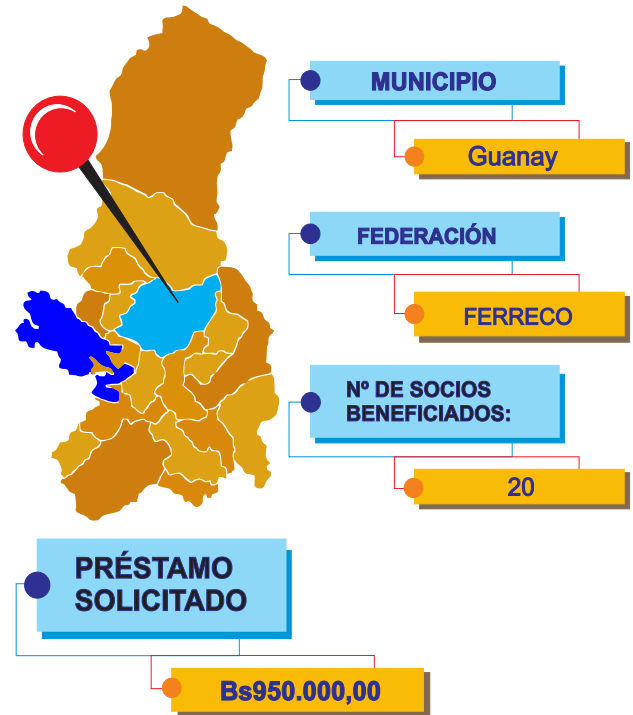 MUNICIPIO
Guanay
FEDERACIÓN
FERRECO
Nº DE SOCIOS
BENEFICIADOS:
20
PRÉSTAMO
SOLICITADO
Bs950.000,00